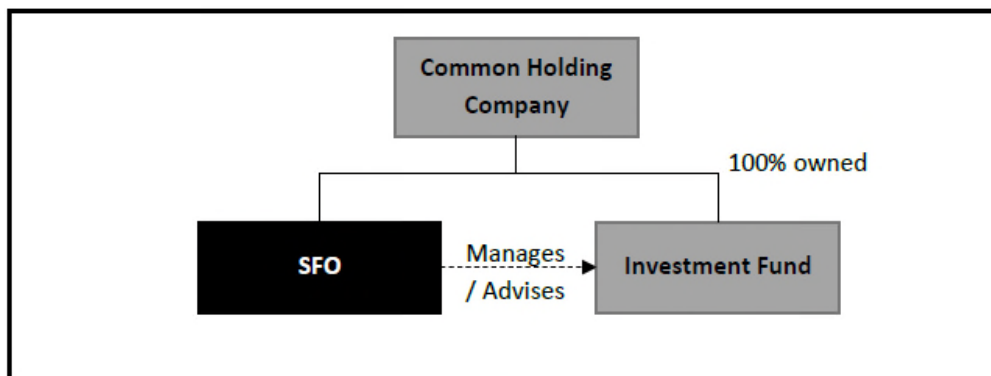 Common Holding
Company
100% owned
SFO
Manages
/ Advises
Investment Fund